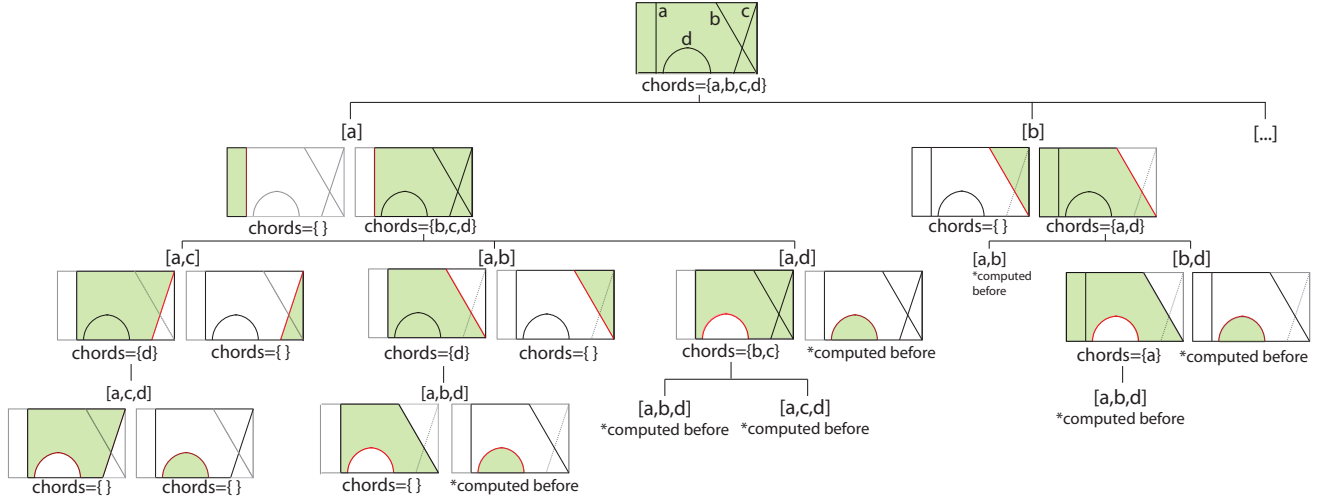 a b c
d
chords={a,b,c,d}
[a] [b] [...]
chords={ } chords={b,c,d} chords={ } chords={a,d}
[a,c] [a,b] [a,d] [a,b] [b,d]
*computed
before
chords={d} chords={ } chords={d} chords={ } chords={b,c} *computed before chords={a} *computed before
[a,c,d] [a,b,d] [a,b,d] [a,c,d] [a,b,d]
*computed before *computed before *computed before
chords={ } chords={ } chords={ } *computed before